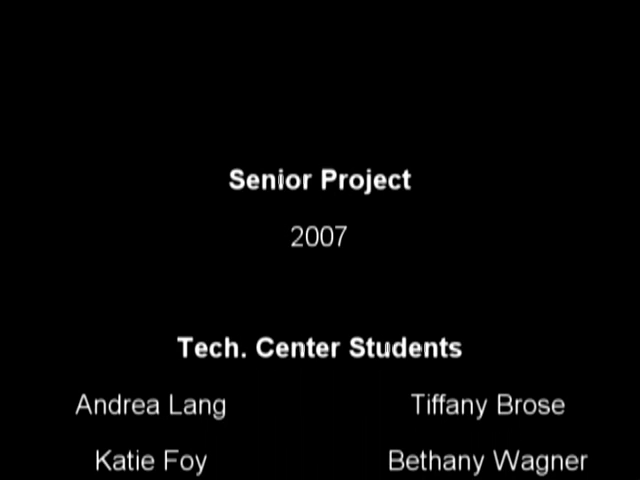 Senior Project
2007
Tech. Center Students
Andrea Lang Tiffany Brose
Katie Foy Bethany Wagner